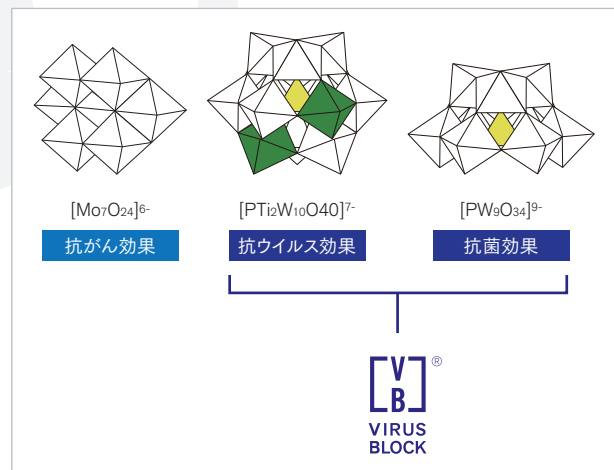 [Mo₇O₂₄]⁶⁻ [PTi₂W₁₀O40]⁷⁻ [PW₉O₃₄]⁹⁻
抗がん効果 抗ウイルス効果 抗菌効果
V ®
B
VIRUS
BLOCK